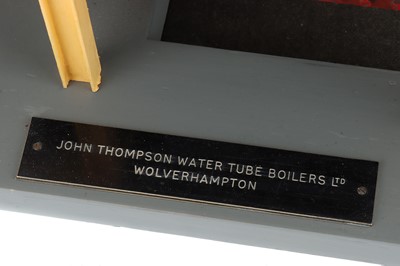 JOHN THOMPSON WATER TUBE BOILERS LTD
WOLVERHAMPTON